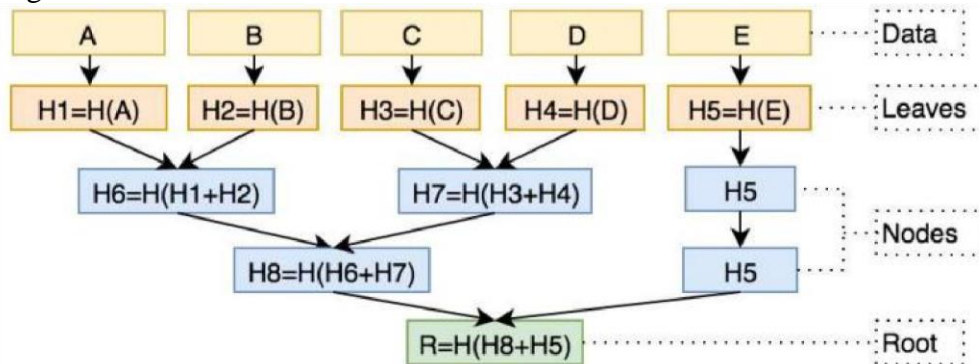 A B C D E Data
H1=H(A) H2=H(B) H3=H(C) H4=H(D) H5=H(E) Leaves
H6=H(H1+H2) H7=H(H3+H4) H5
Nodes
H8=H(H6+H7) H5
R=H(H8+H5) Root